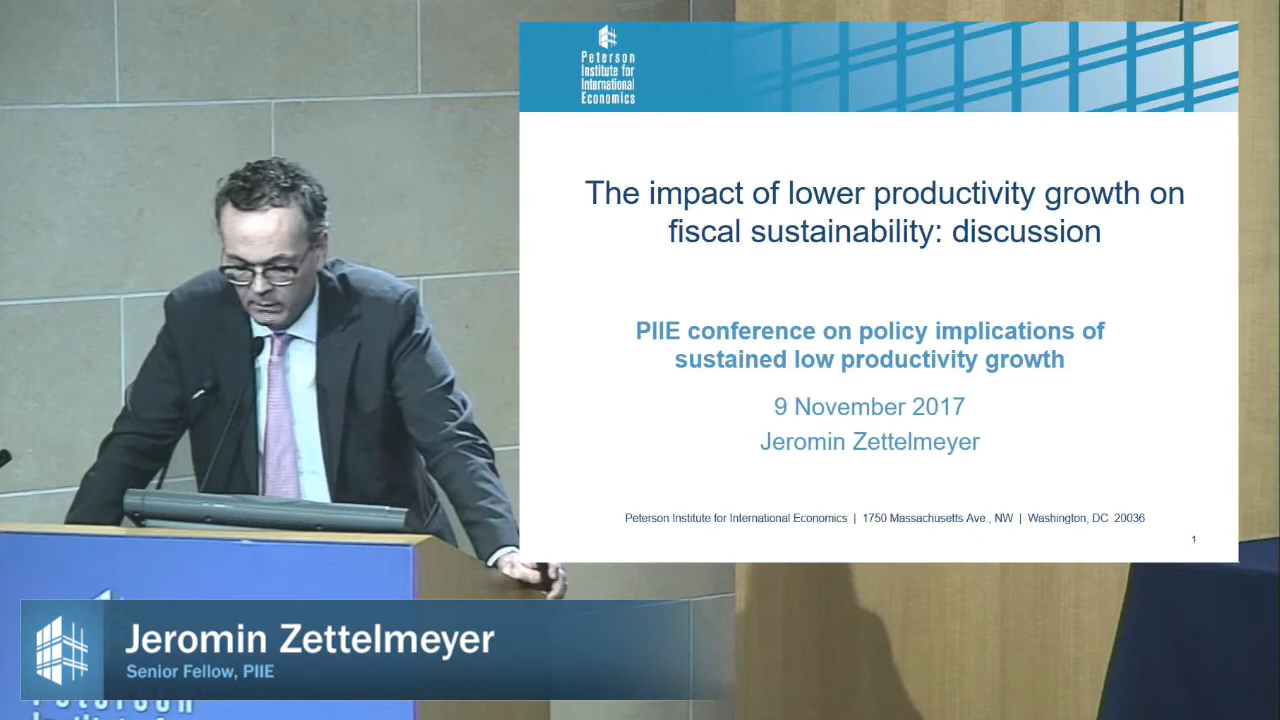 Peterson
Institute for
International
Economics
The impact of lower productivity growth on
fiscal sustainability: discussion
PIIE conference on policy implications of
sustained low productivity growth
9 November 2017
Jeromin Zettelmeyer
Peterson Institute for International Economics | 1750 Massachusetts Ave., NW | Washington, DC 20036
1
Jeromin Zettelmeyer
Senior Fellow, PIIE